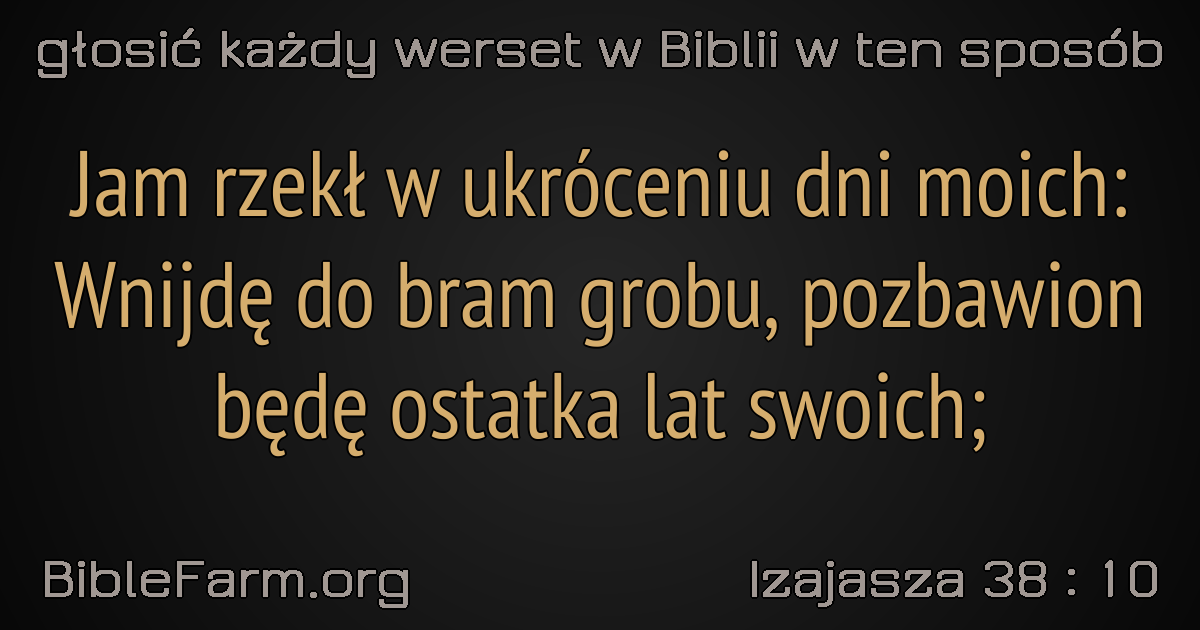 głosić każdy werset w Biblii w ten sposób
Jam rzekł w ukróceniu dni moich:
Wnijdę do bram grobu, pozbawion
będę ostatka lat swoich;
BibleFarm.org
Izajasza 38 : 10